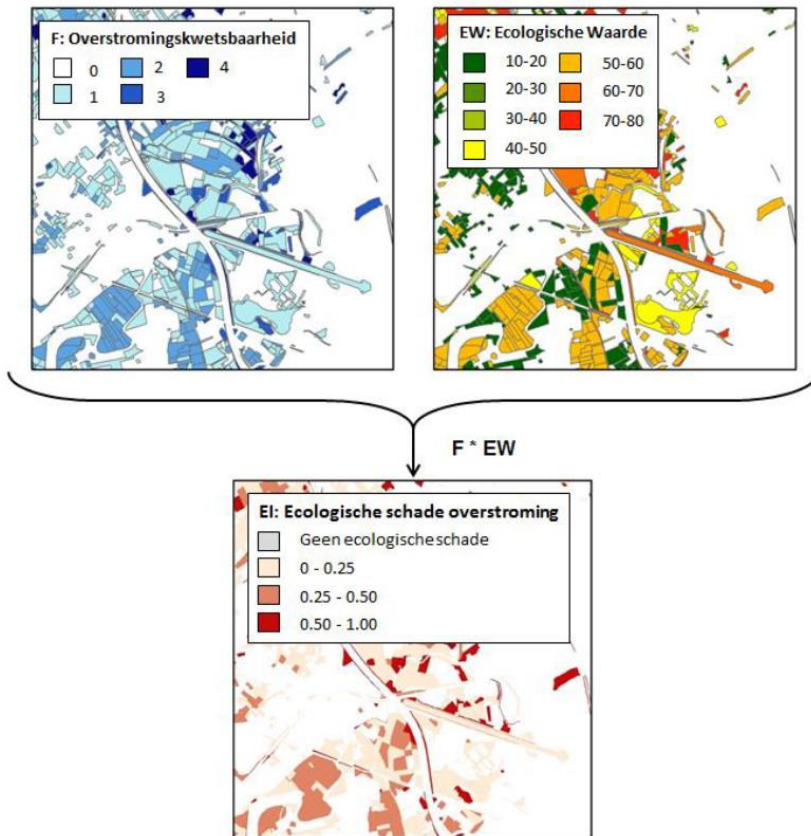 F: Overstromingskwetsbaarheid
0 2 4
1 3
EW: Ecologische Waarde
10-20 50-60
20-30 60-70
30-40 70-80
40-50
F * EW
EI: Ecologische schade overstroming
Geen ecologische schade
0 - 0.25
0.25 - 0.50
0.50 - 1.00